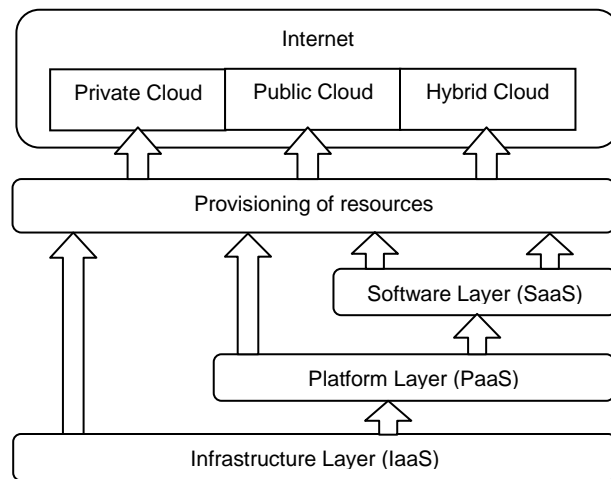 Internet
Private Cloud
Public Cloud
Hybrid Cloud
Provisioning of resources
Software Layer (SaaS)
Platform Layer (PaaS)
Infrastructure Layer (IaaS)